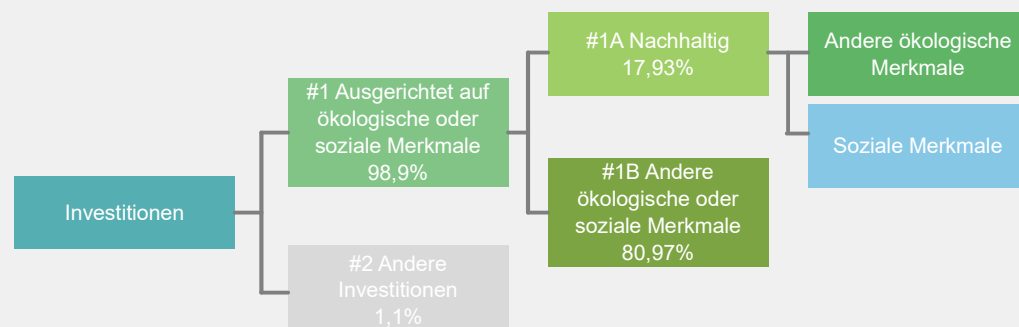 Investitionen
#1 Ausgerichtet auf
ökologische oder
soziale Merkmale
98,9%
#2 Andere
Investitionen
1,1%
#1A Nachhaltig
17,93%
#1B Andere
ökologische oder
soziale Merkmale
80,97%
Andere ökologische
Merkmale
Soziale Merkmale